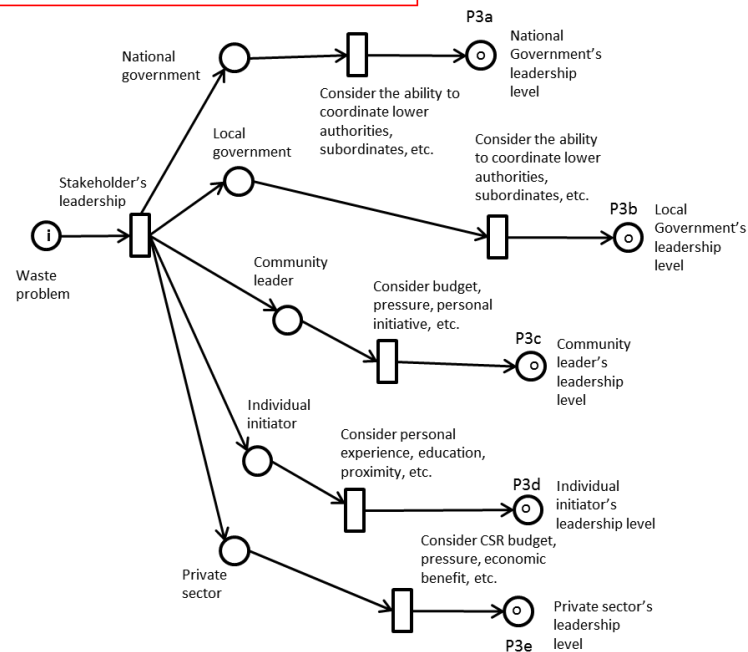 P3a
National
government
National
Government's
leadership
level
Consider the ability to
coordinate lower
authorities,
subordinates, etc.
Local
government
Consider the ability
to coordinate lower
authorities,
subordinates, etc.
Stakeholder's
leadership
P3b
Local
Government's
leadership
level
i
Waste
problem
Community
leader
Consider budget,
pressure, personal
initiative, etc.
P3c
Community
leader's
leadership
level
Individual
initiator
Consider personal
experience, education,
proximity, etc.
P3d
Individual
initiator's
leadership level
Consider CSR budget,
pressure, economic
benefit, etc.
Private
sector
Private sector's
leadership
level
P3e